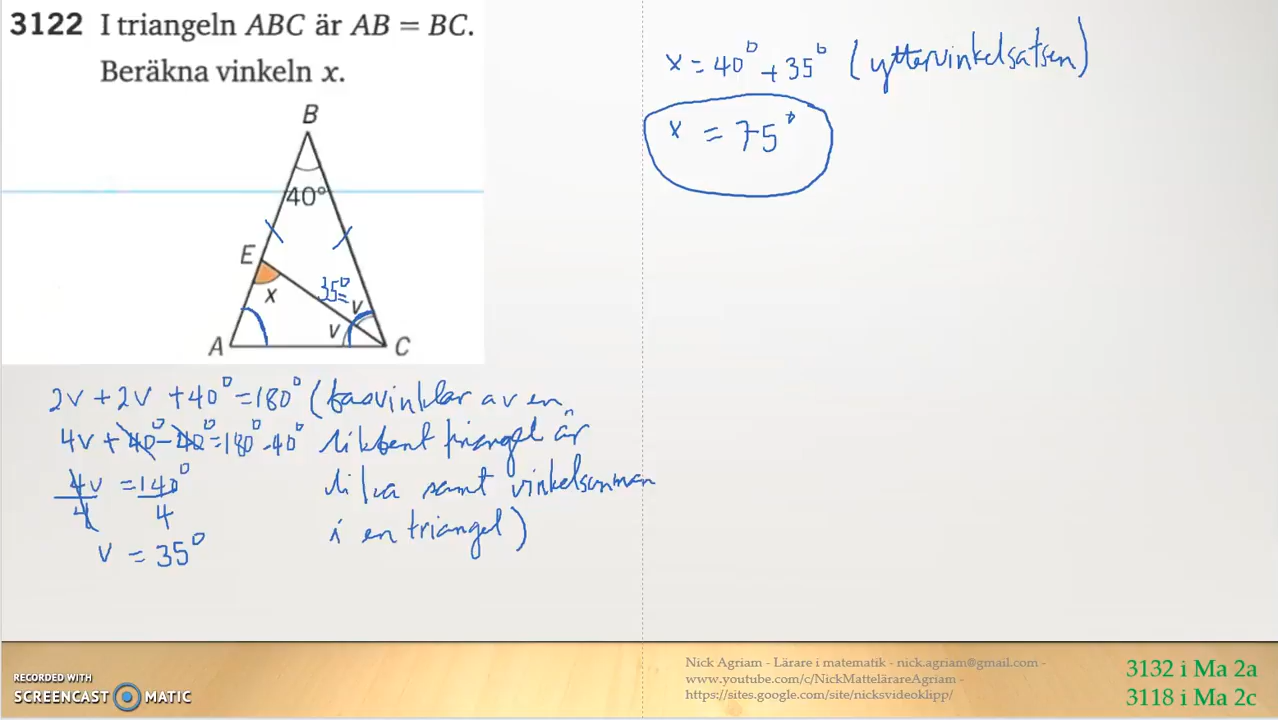 3122 I triangeln ABC är AB = BC.
Beräkna vinkeln x.
B
40°
E
x
35°=
v
v
A
C
2v + 2v + 40° = 180° (basvinklar av en
4v + 40° - 40° = 180° - 40° likbent triangel är
4v = 140° lika samt vinkelsumman
4 4 i en triangel)
v = 35°
x = 40° + 35° (yttervinkelsatsen)
x = 75°
RECORDED WITH
SCREENCAST MATIC
Nick Agriam - Lärare i matematik - nick.agriam@gmail.com -
www.youtube.com/c/NickMattelärareAgriam -
https://sites.google.com/site/nicksvideoklipp/
3132 i Ma 2a
3118 i Ma 2c